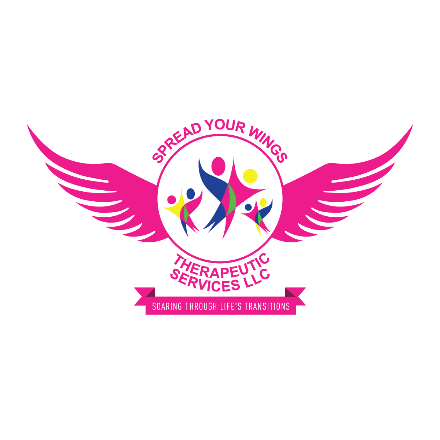 SPREAD YOUR WINGS
THERAPEUTIC
SERVICES LLC
SOARING THROUGH LIFE'S TRANSITIONS